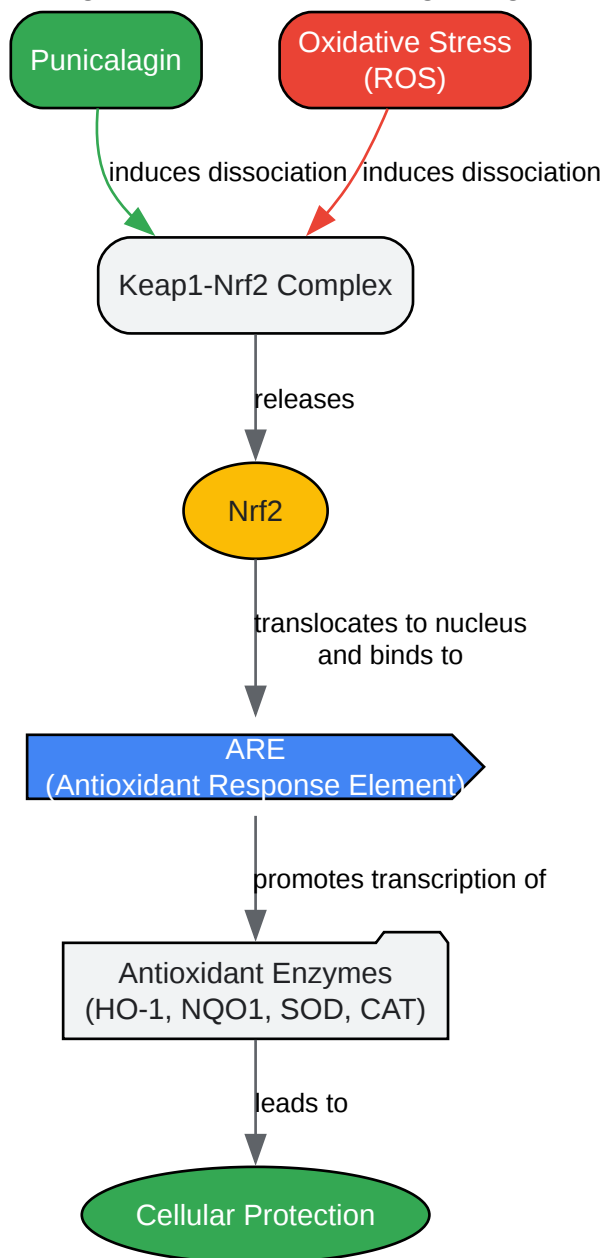 Punicalagin
Oxidative Stress
(ROS)
induces dissociation
induces dissociation
Keap1-Nrf2 Complex
releases
Nrf2
translocates to nucleus
and binds to
ARE
(Antioxidant Response Element)
promotes transcription of
Antioxidant Enzymes
(HO-1, NQO1, SOD, CAT)
leads to
Cellular Protection